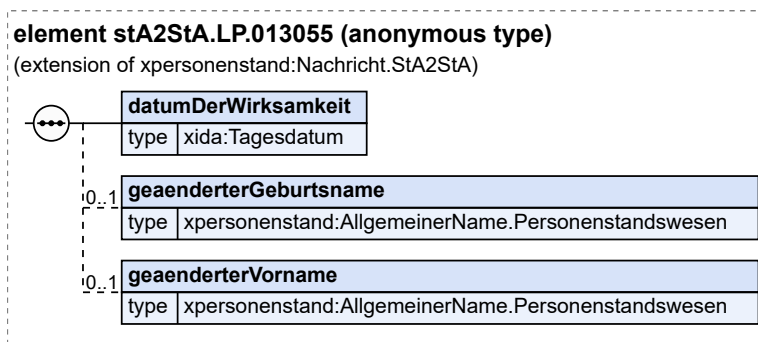 element stA2StA.LP.013055 (anonymous type)
(extension of xpersonenstand:Nachricht.StA2StA)
datumDerWirksamkeit
type xida:Tagesdatum
0..1 geaenderterGeburtsname
type xpersonenstand:AllgemeinerName.Personenstandswesen
0..1 geaenderterVorname
type xpersonenstand:AllgemeinerName.Personenstandswesen